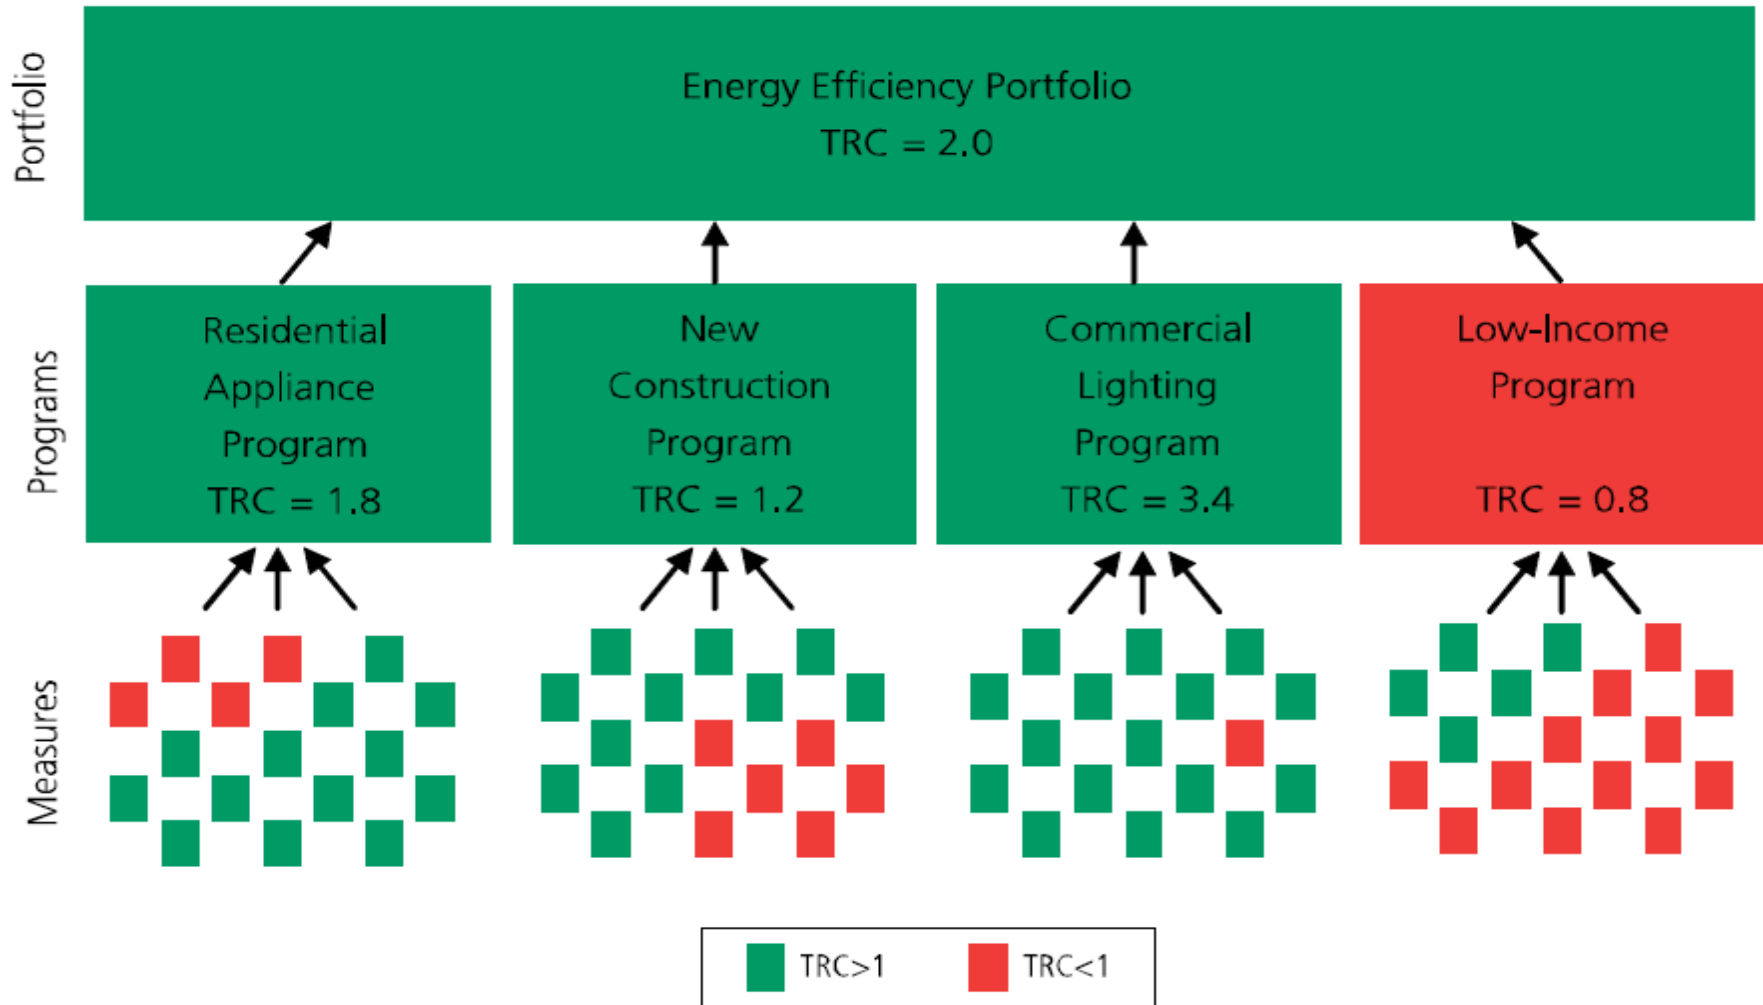 Portfolio
Energy Efficiency Portfolio
TRC = 2.0
Programs
Residential
Appliance
Program
TRC = 1.8
New
Construction
Program
TRC = 1.2
Commercial
Lighting
Program
TRC = 3.4
Low-Income
Program
TRC = 0.8
Measures
TRC>1
TRC<1